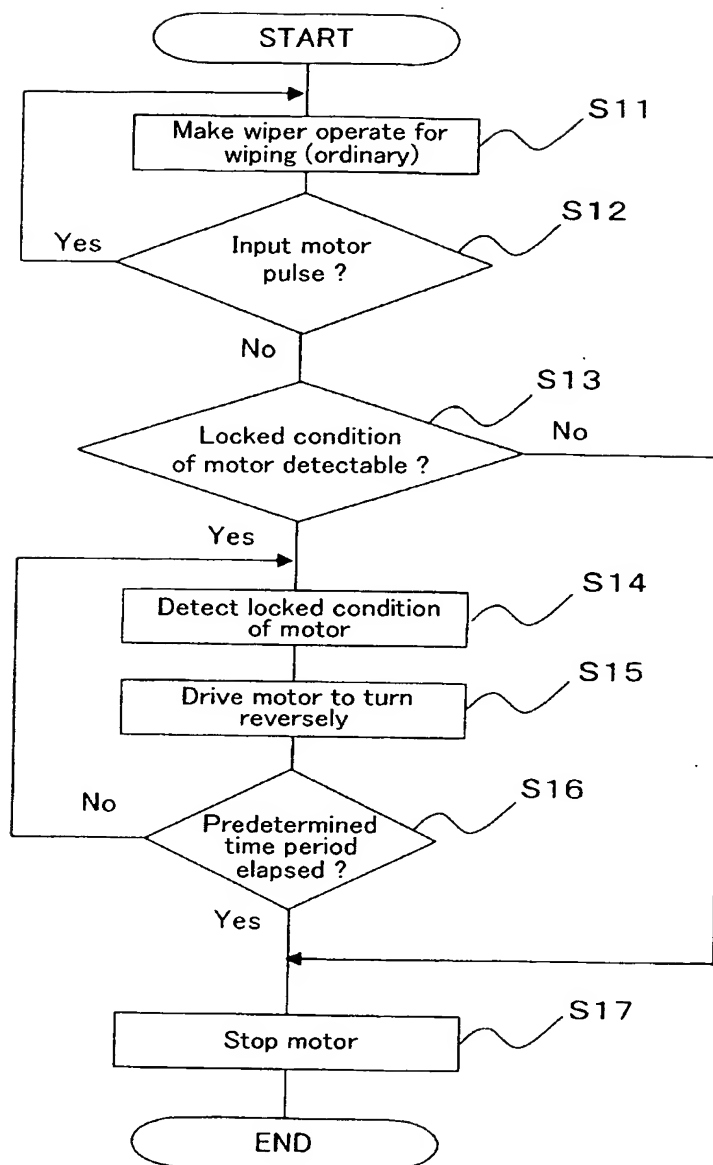 START
Make wiper operate for
wiping (ordinary)
S11
Input motor
pulse ?
S12
Yes
No
Locked condition
of motor detectable ?
S13
No
Yes
Detect locked condition
of motor
S14
Drive motor to turn
reversely
S15
Predetermined
time period
elapsed ?
S16
No
Yes
Stop motor
S17
END